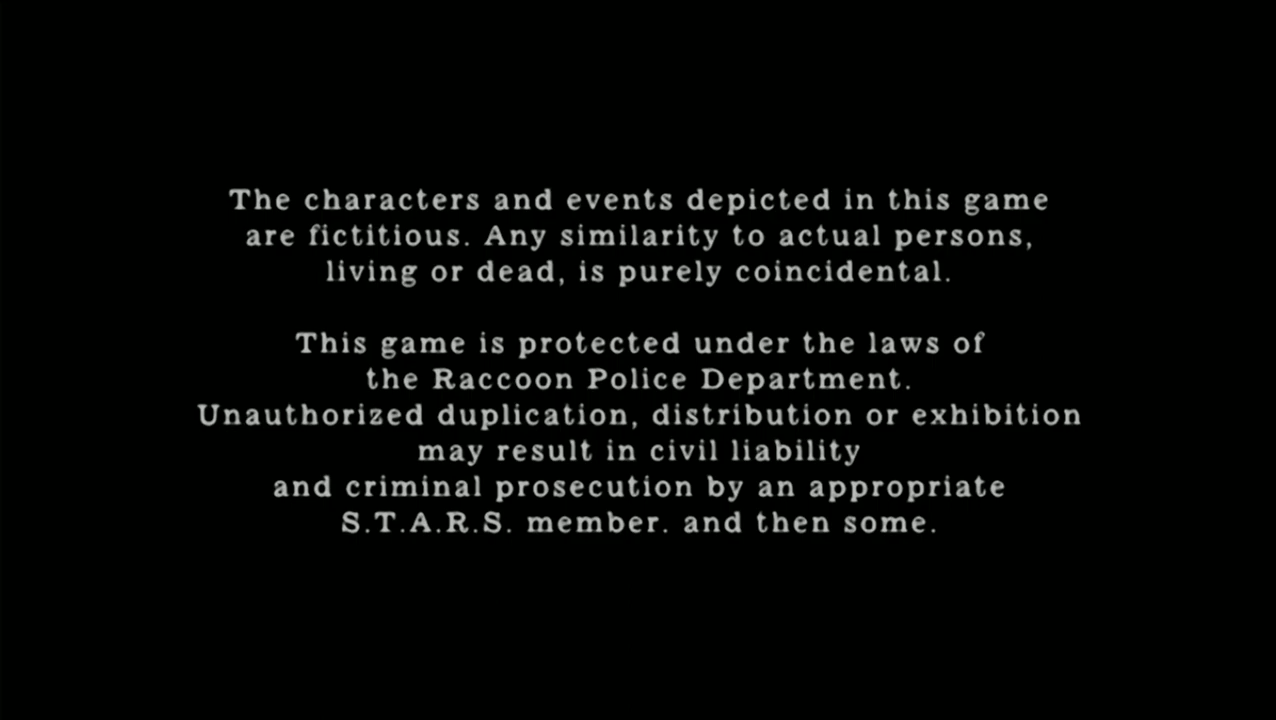 The characters and events depicted in this game
are fictitious. Any similarity to actual persons,
living or dead, is purely coincidental.
This game is protected under the laws of
the Raccoon Police Department.
Unauthorized duplication, distribution or exhibition
may result in civil liability
and criminal prosecution by an appropriate
S.T.A.R.S. member. and then some.